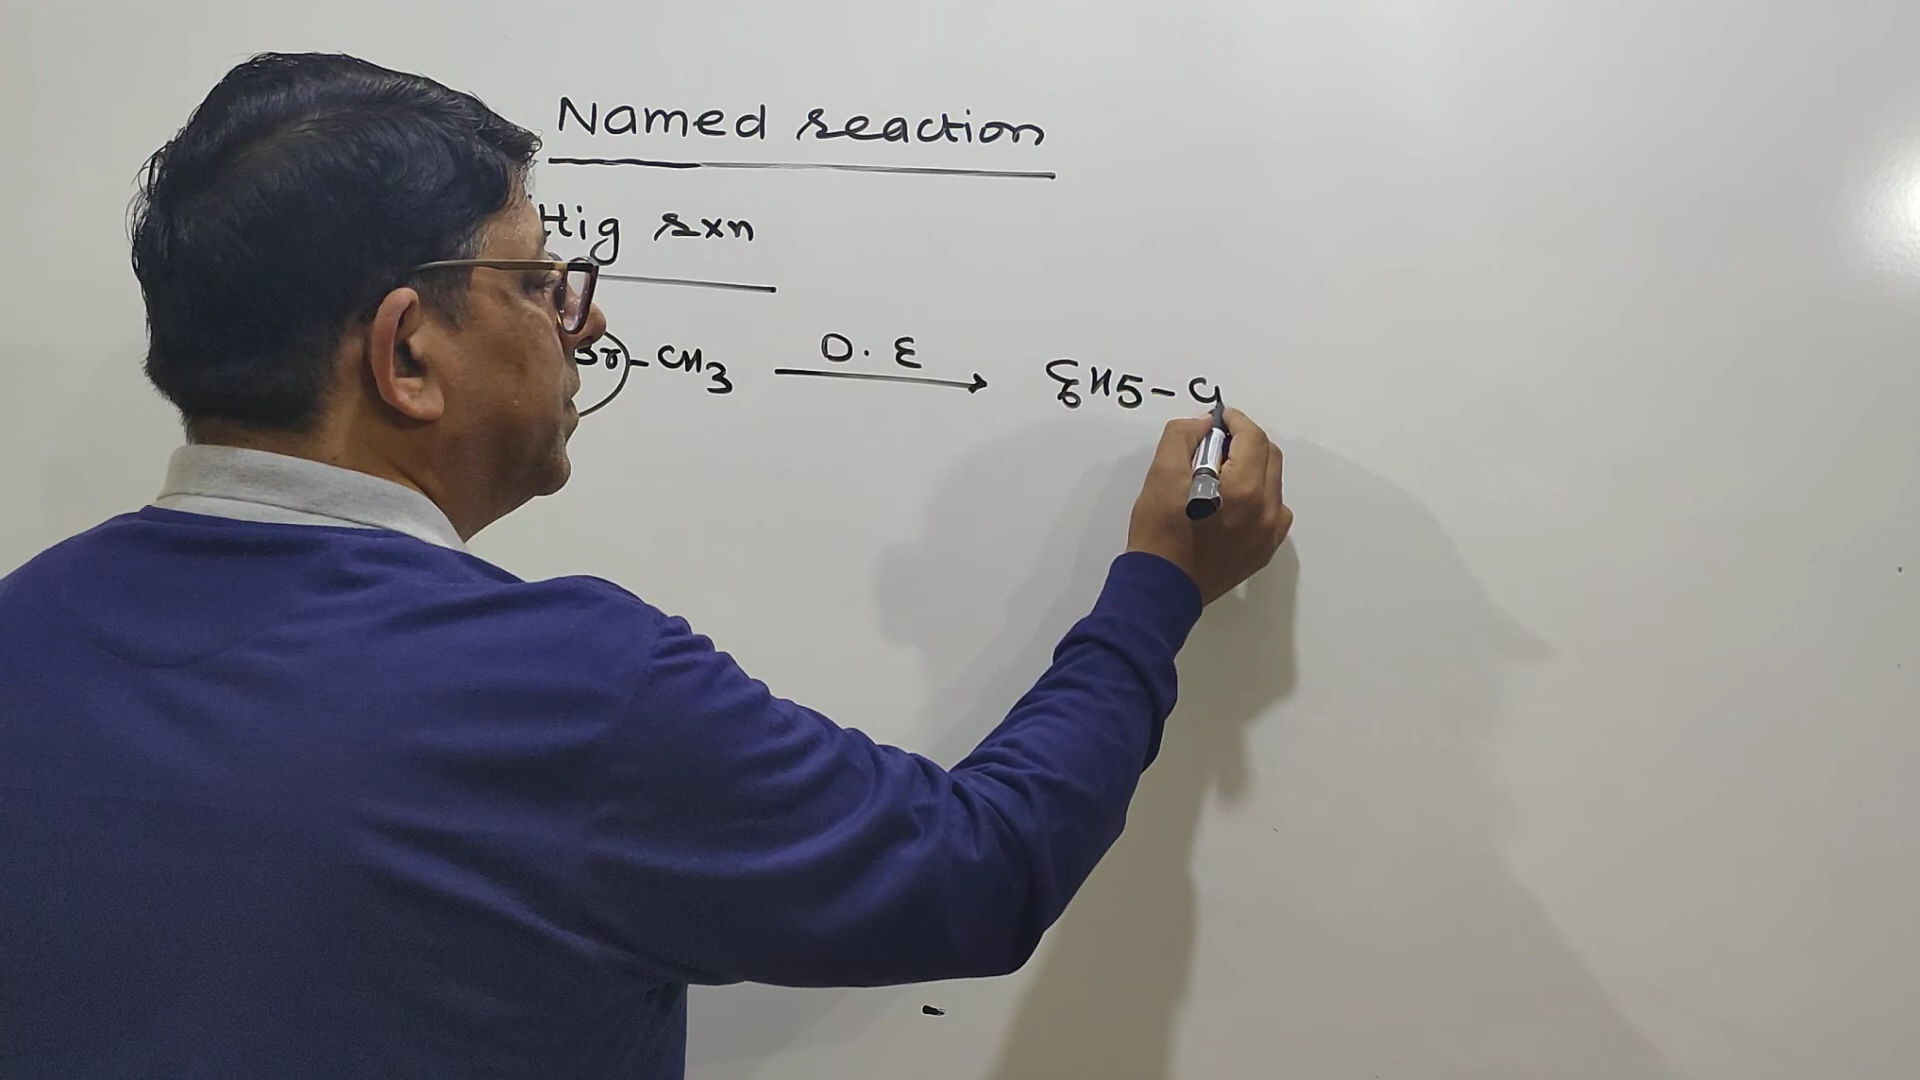 Named reaction
ttig rxn
Br-CH3 D.E C6H5-C